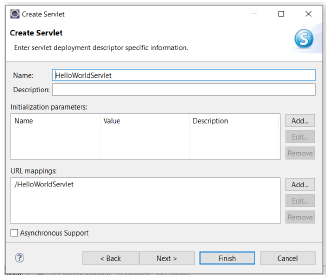 Create Servlet
Create Servlet
Enter servlet deployment descriptor specific information.
S
Name: HelloWorldServlet
Description:
Initialization parameters:
Name Value Description
Add...
Edit...
Remove
URL mappings:
/HelloWorldServlet
Add...
Edit...
Remove
Asynchronous Support
? < Back Next > Finish Cancel